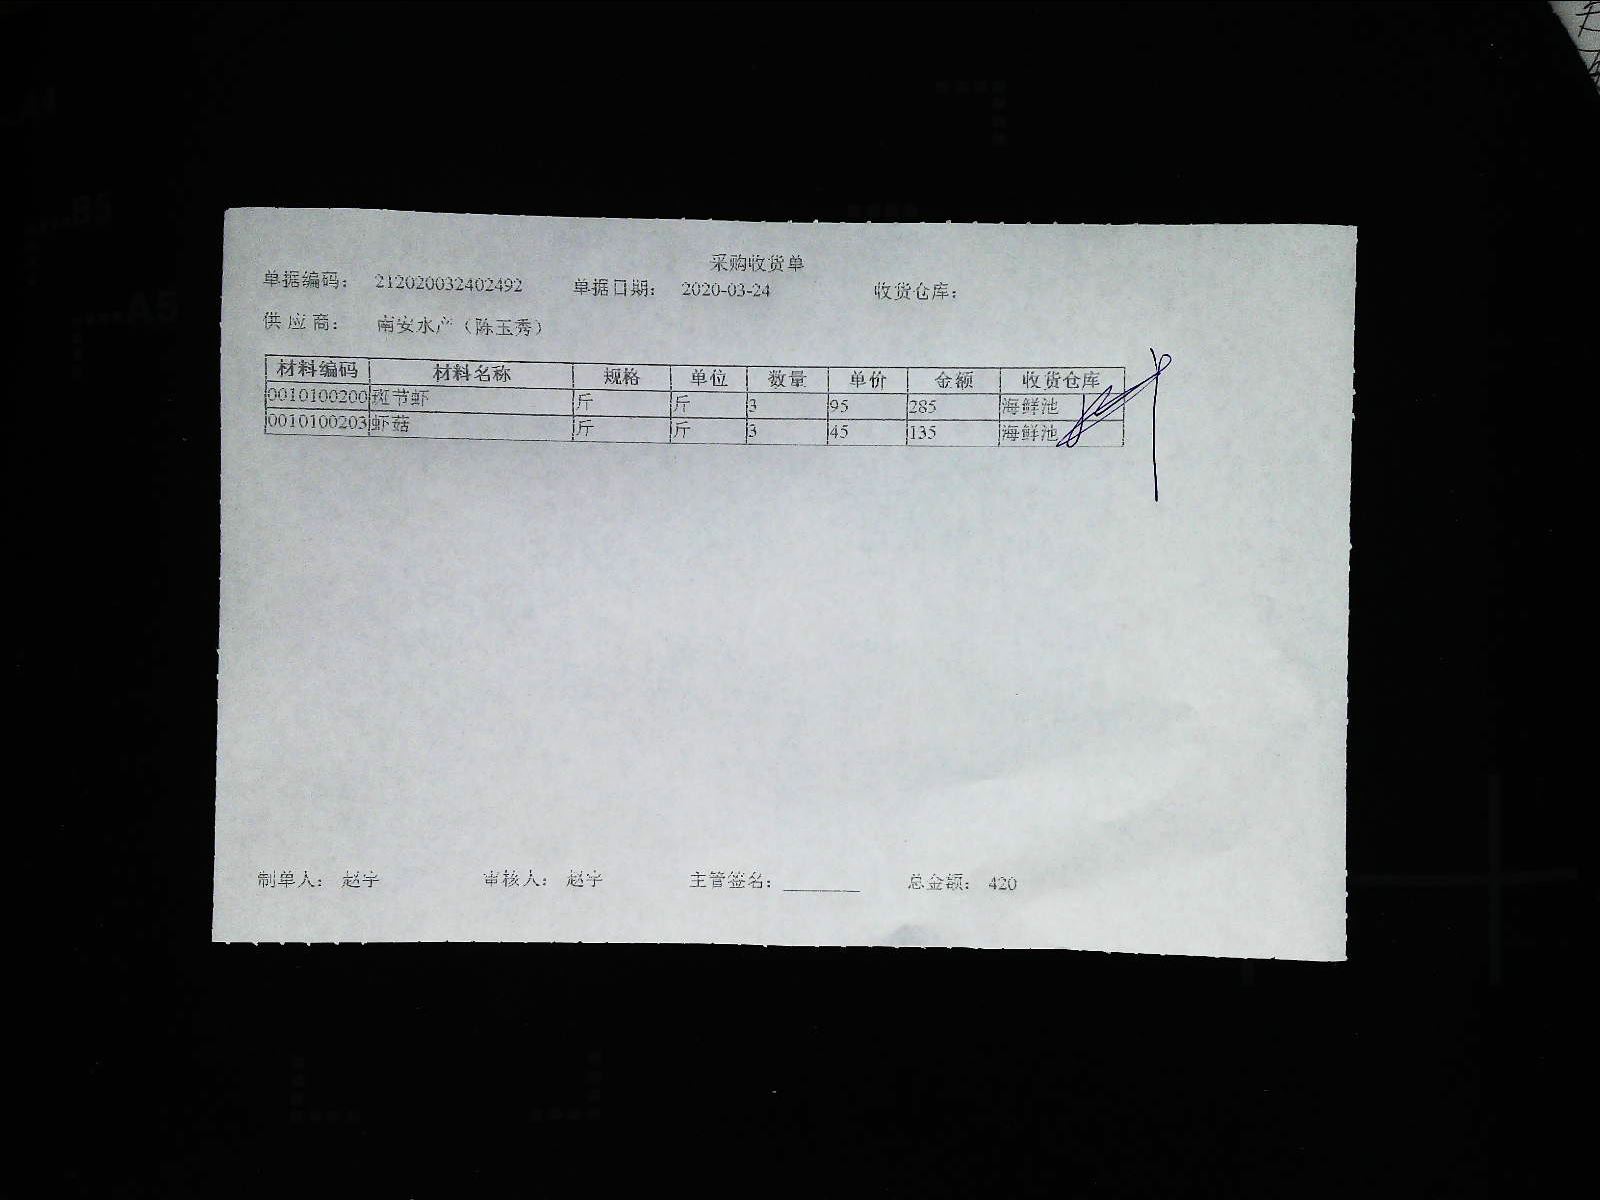 采购收货单
单据编码： 212020032402492 单据日期： 2020-03-24 收货仓库：
供 应 商： 南安水产（陈玉秀）
材料编码 材料名称 规格 单位 数量 单价 金额 收货仓库
0010100200 斑节虾 斤 斤 3 95 285 海鲜池
0010100203 虾菇 斤 斤 3 45 135 海鲜池
制单人： 赵宇 审核人： 赵宇 主管签名： 总金额： 420
B5
A5